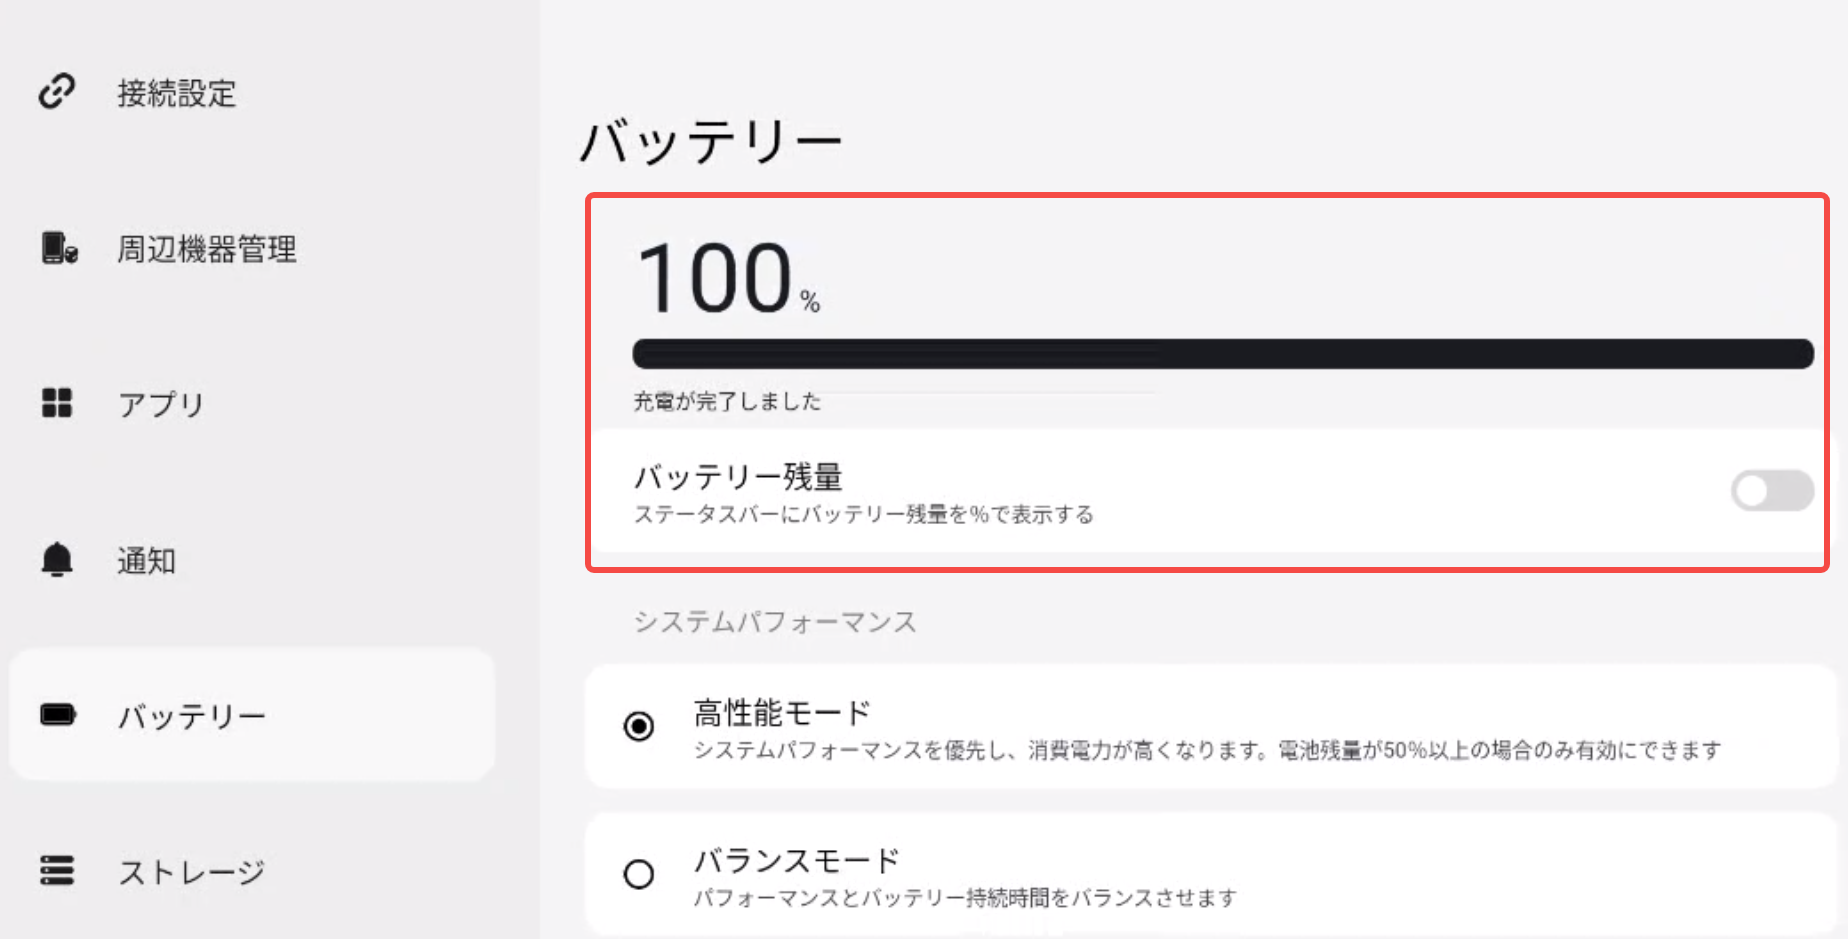 接続設定
周辺機器管理
アプリ
通知
バッテリー
ストレージ
バッテリー
100%
充電が完了しました
バッテリー残量
ステータスバーにバッテリー残量を%で表示する
システムパフォーマンス
高性能モード
システムパフォーマンスを優先し、消費電力が高くなります。電池残量が50%以上の場合のみ有効にできます
バランスモード
パフォーマンスとバッテリー持続時間をバランスさせます